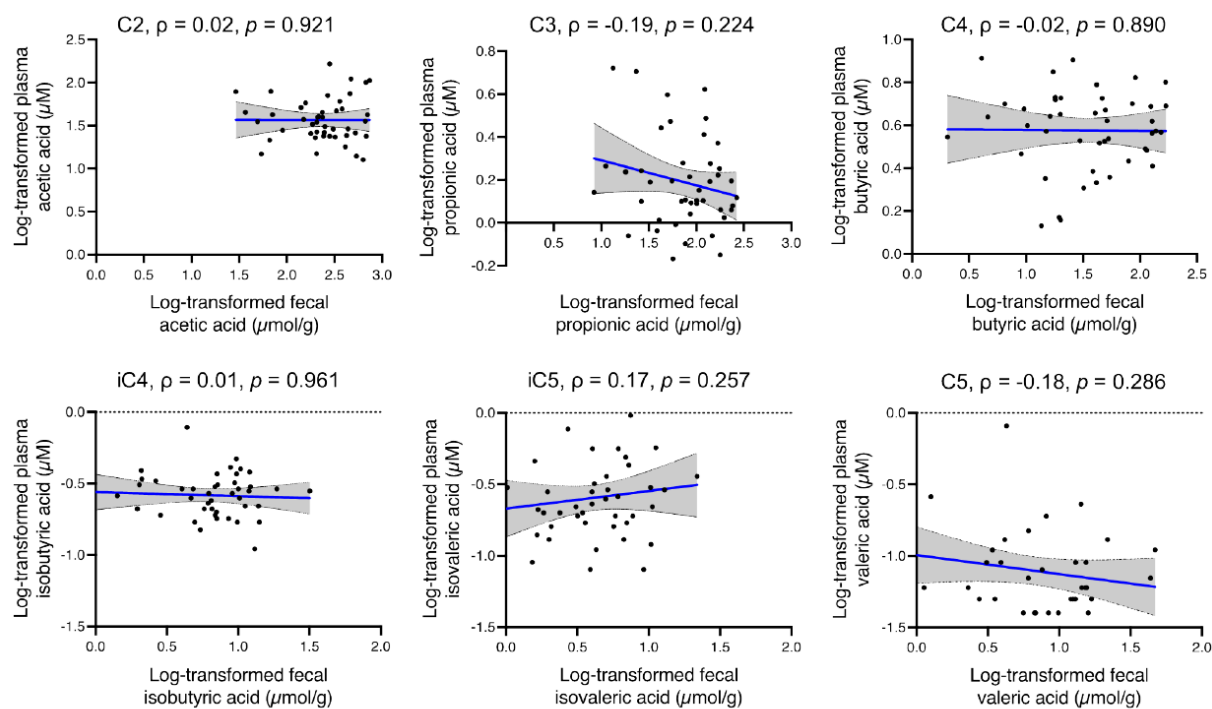 C2, ρ = 0.02, p = 0.921
Log-transformed plasma
acetic acid (µM)
2.5
2.0
1.5
1.0
0.5
0.0
0.0 0.5 1.0 1.5 2.0 2.5 3.0
Log-transformed fecal
acetic acid (µmol/g)
C3, ρ = -0.19, p = 0.224
Log-transformed plasma
propionic acid (µM)
0.8
0.6
0.4
0.2
0.0
-0.2
0.5 1.0 1.5 2.0 2.5 3.0
Log-transformed fecal
propionic acid (µmol/g)
C4, ρ = -0.02, p = 0.890
Log-transformed plasma
butyric acid (µM)
1.0
0.8
0.6
0.4
0.2
0.0
0.0 0.5 1.0 1.5 2.0 2.5
Log-transformed fecal
butyric acid (µmol/g)
iC4, ρ = 0.01, p = 0.961
Log-transformed plasma
isobutyric acid (µM)
0.0
-0.5
-1.0
-1.5
0.0 0.5 1.0 1.5 2.0
Log-transformed fecal
isobutyric acid (µmol/g)
iC5, ρ = 0.17, p = 0.257
Log-transformed plasma
isovaleric acid (µM)
0.0
-0.5
-1.0
-1.5
0.0 0.5 1.0 1.5 2.0
Log-transformed fecal
isovaleric acid (µmol/g)
C5, ρ = -0.18, p = 0.286
Log-transformed plasma
valeric acid (µM)
0.0
-0.5
-1.0
-1.5
0.0 0.5 1.0 1.5 2.0
Log-transformed fecal
valeric acid (µmol/g)